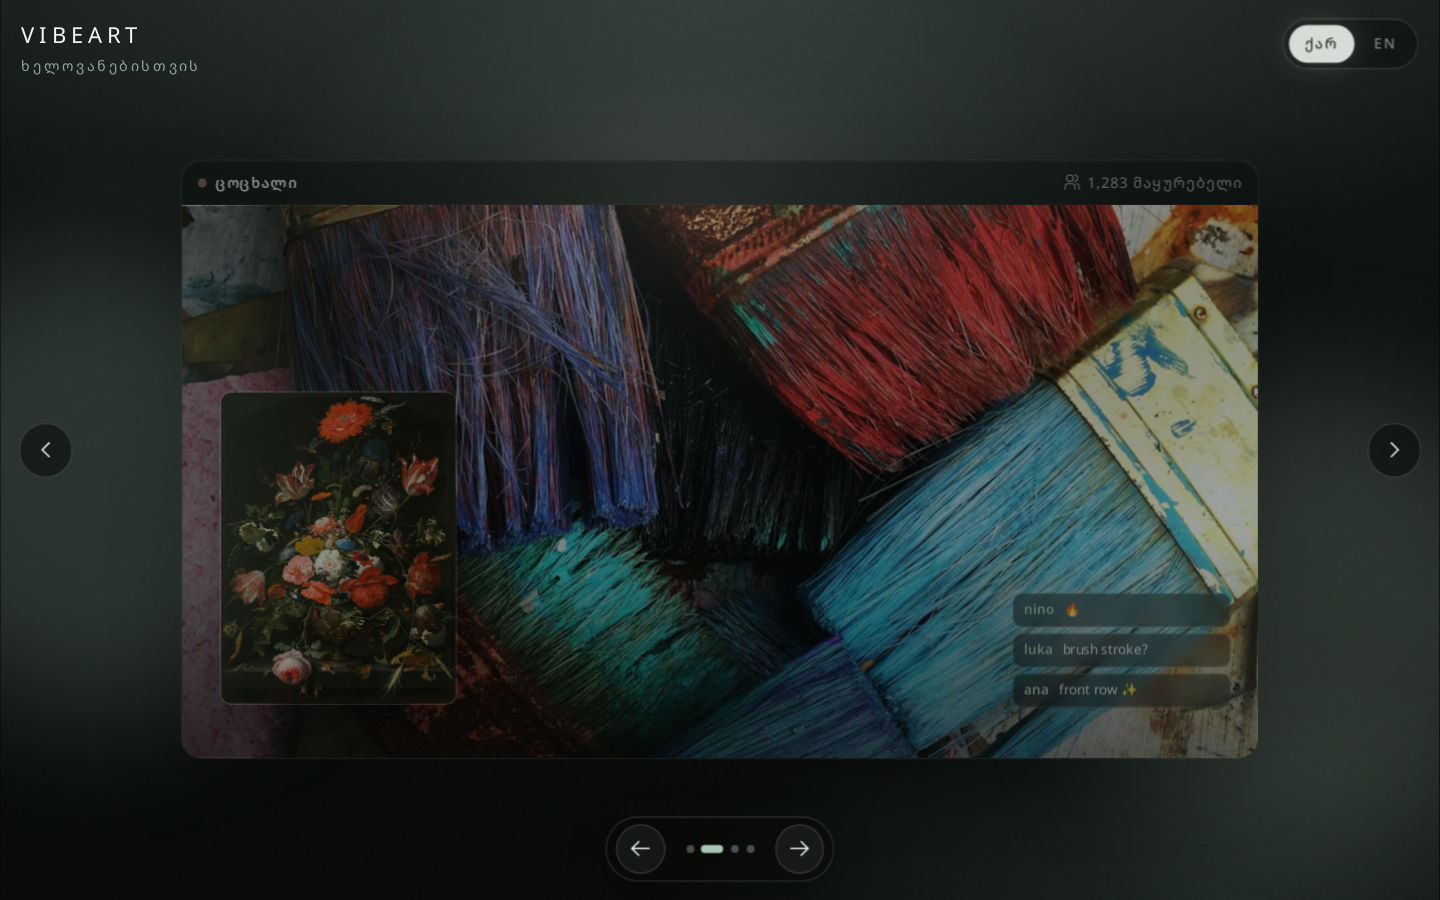 VIBEART
ხელოვანებისთვის
ქარ EN
ცოცხალი
1,283 მაყურებელი
nino 🔥
luka brush stroke?
ana front row ✨